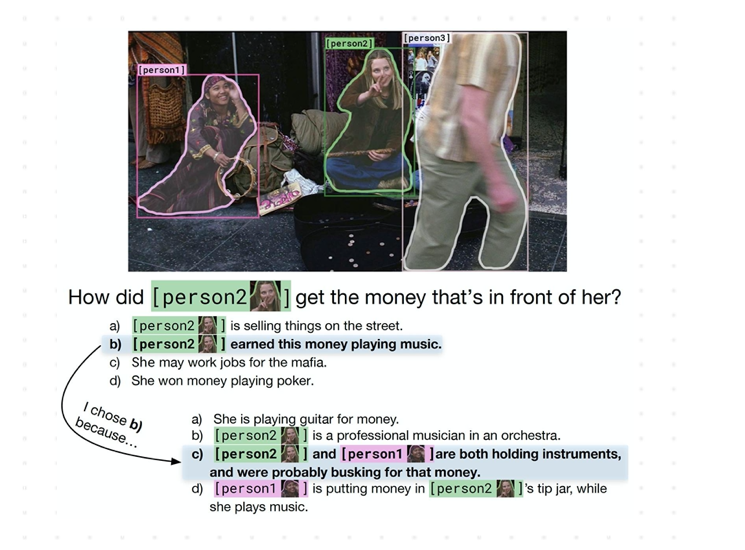 [person1]
[person2]
[person3]
How did [person2 ] get the money that's in front of her?
a) [person2 ] is selling things on the street.
b) [person2 ] earned this money playing music.
c) She may work jobs for the mafia.
d) She won money playing poker.
I chose b)
because...
a) She is playing guitar for money.
b) [person2 ] is a professional musician in an orchestra.
c) [person2 ] and [person1 ]are both holding instruments,
and were probably busking for that money.
d) [person1 ] is putting money in [person2 ]'s tip jar, while
she plays music.